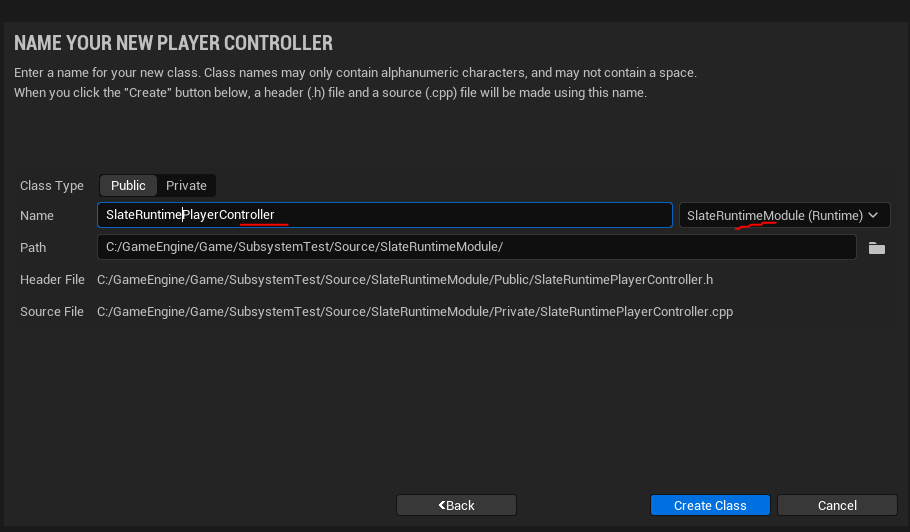 NAME YOUR NEW PLAYER CONTROLLER
Enter a name for your new class. Class names may only contain alphanumeric characters, and may not contain a space.
When you click the "Create" button below, a header (.h) file and a source (.cpp) file will be made using this name.
Class Type Public Private
Name SlateRuntimePlayerController SlateRuntimeModule (Runtime)
Path C:/GameEngine/Game/SubsystemTest/Source/SlateRuntimeModule/
Header File C:/GameEngine/Game/SubsystemTest/Source/SlateRuntimeModule/Public/SlateRuntimePlayerController.h
Source File C:/GameEngine/Game/SubsystemTest/Source/SlateRuntimeModule/Private/SlateRuntimePlayerController.cpp
Back Create Class Cancel